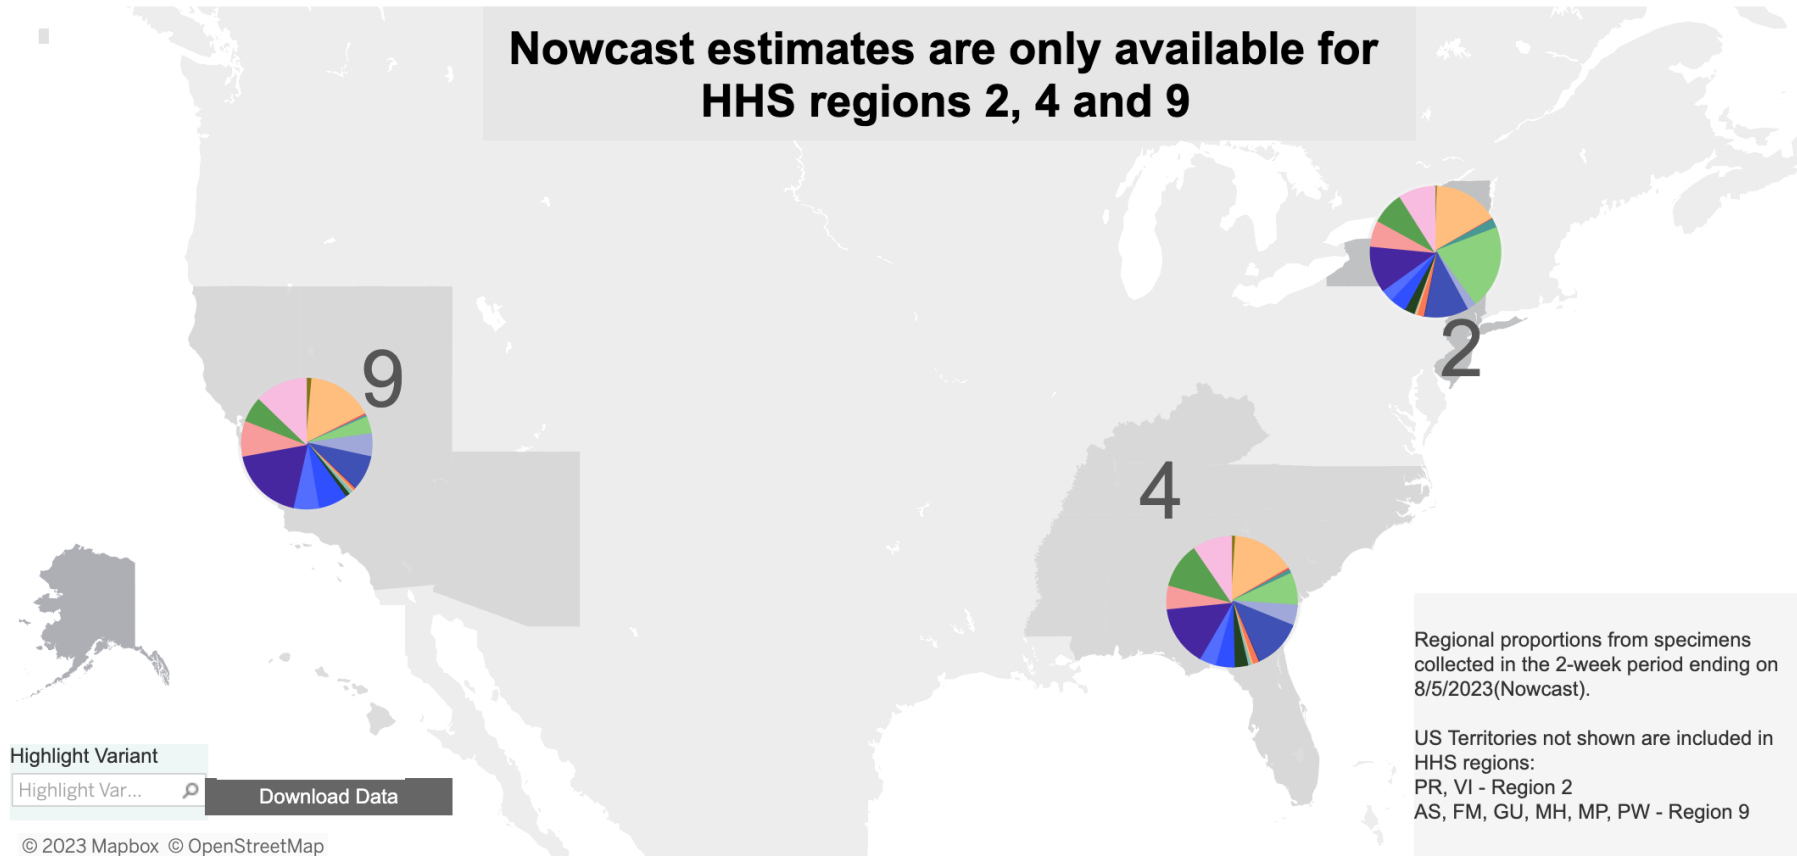 Nowcast estimates are only available for
HHS regions 2, 4 and 9
2
9
4
Regional proportions from specimens
collected in the 2-week period ending on
8/5/2023(Nowcast).
US Territories not shown are included in
HHS regions:
PR, VI - Region 2
AS, FM, GU, MH, MP, PW - Region 9
Highlight Variant
Highlight Var...
Download Data
© 2023 Mapbox © OpenStreetMap